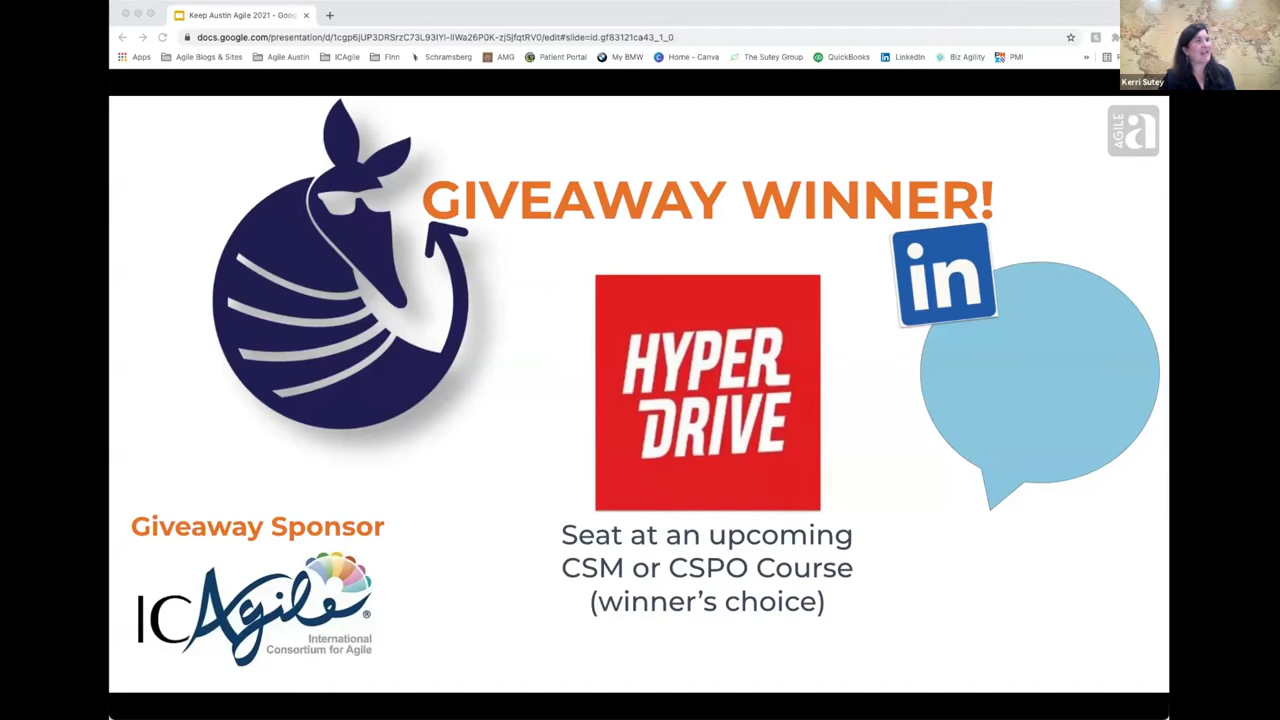 Keep Austin Agile 2021 - Goog
docs.google.com/presentation/d/1cgp6jUP3DRSrzC73L93IYl-lIWa26P0K-zjSjfqtRV0/edit#slide=id.gf83121ca43_1_0
Apps Agile Blogs & Sites Agile Austin ICAgile FInn Schramsberg AMG Patient Portal My BMW Home - Canva The Sutey Group QuickBooks LinkedIn Biz Agility PMI »
Kerri Sutey
AGILE a
GIVEAWAY WINNER!
in
HYPER
DRIVE
Seat at an upcoming
CSM or CSPO Course
(winner's choice)
Giveaway Sponsor
ICAgile®
International
Consortium for Agile